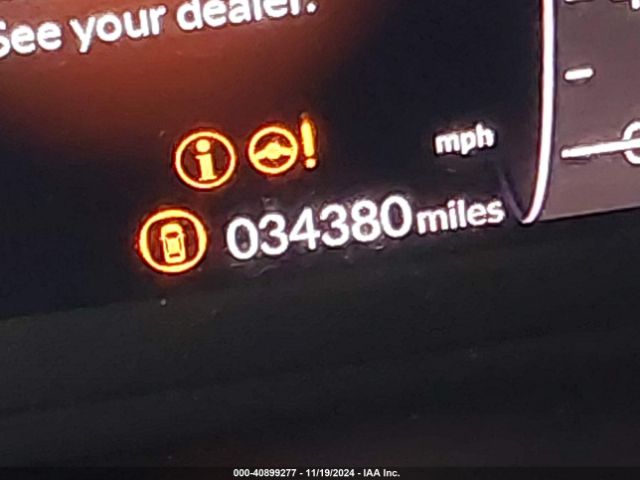 See your dealer.
mph
034380 miles
000-40899277 - 11/19/2024 - IAA Inc.